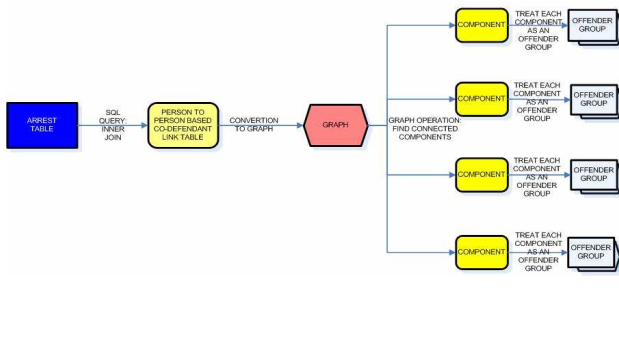 ARREST
TABLE
SQL
QUERY:
INNER
JOIN
PERSON TO
PERSON BASED
CO-DEFENDANT
LINK TABLE
CONVERTION
TO GRAPH
GRAPH
GRAPH OPERATION:
FIND CONNECTED
COMPONENTS
COMPONENT
TREAT EACH
COMPONENT
AS AN
OFFENDER
GROUP
OFFENDER
GROUP
COMPONENT
TREAT EACH
COMPONENT
AS AN
OFFENDER
GROUP
OFFENDER
GROUP
COMPONENT
TREAT EACH
COMPONENT
AS AN
OFFENDER
GROUP
OFFENDER
GROUP
COMPONENT
TREAT EACH
COMPONENT
AS AN
OFFENDER
GROUP
OFFENDER
GROUP